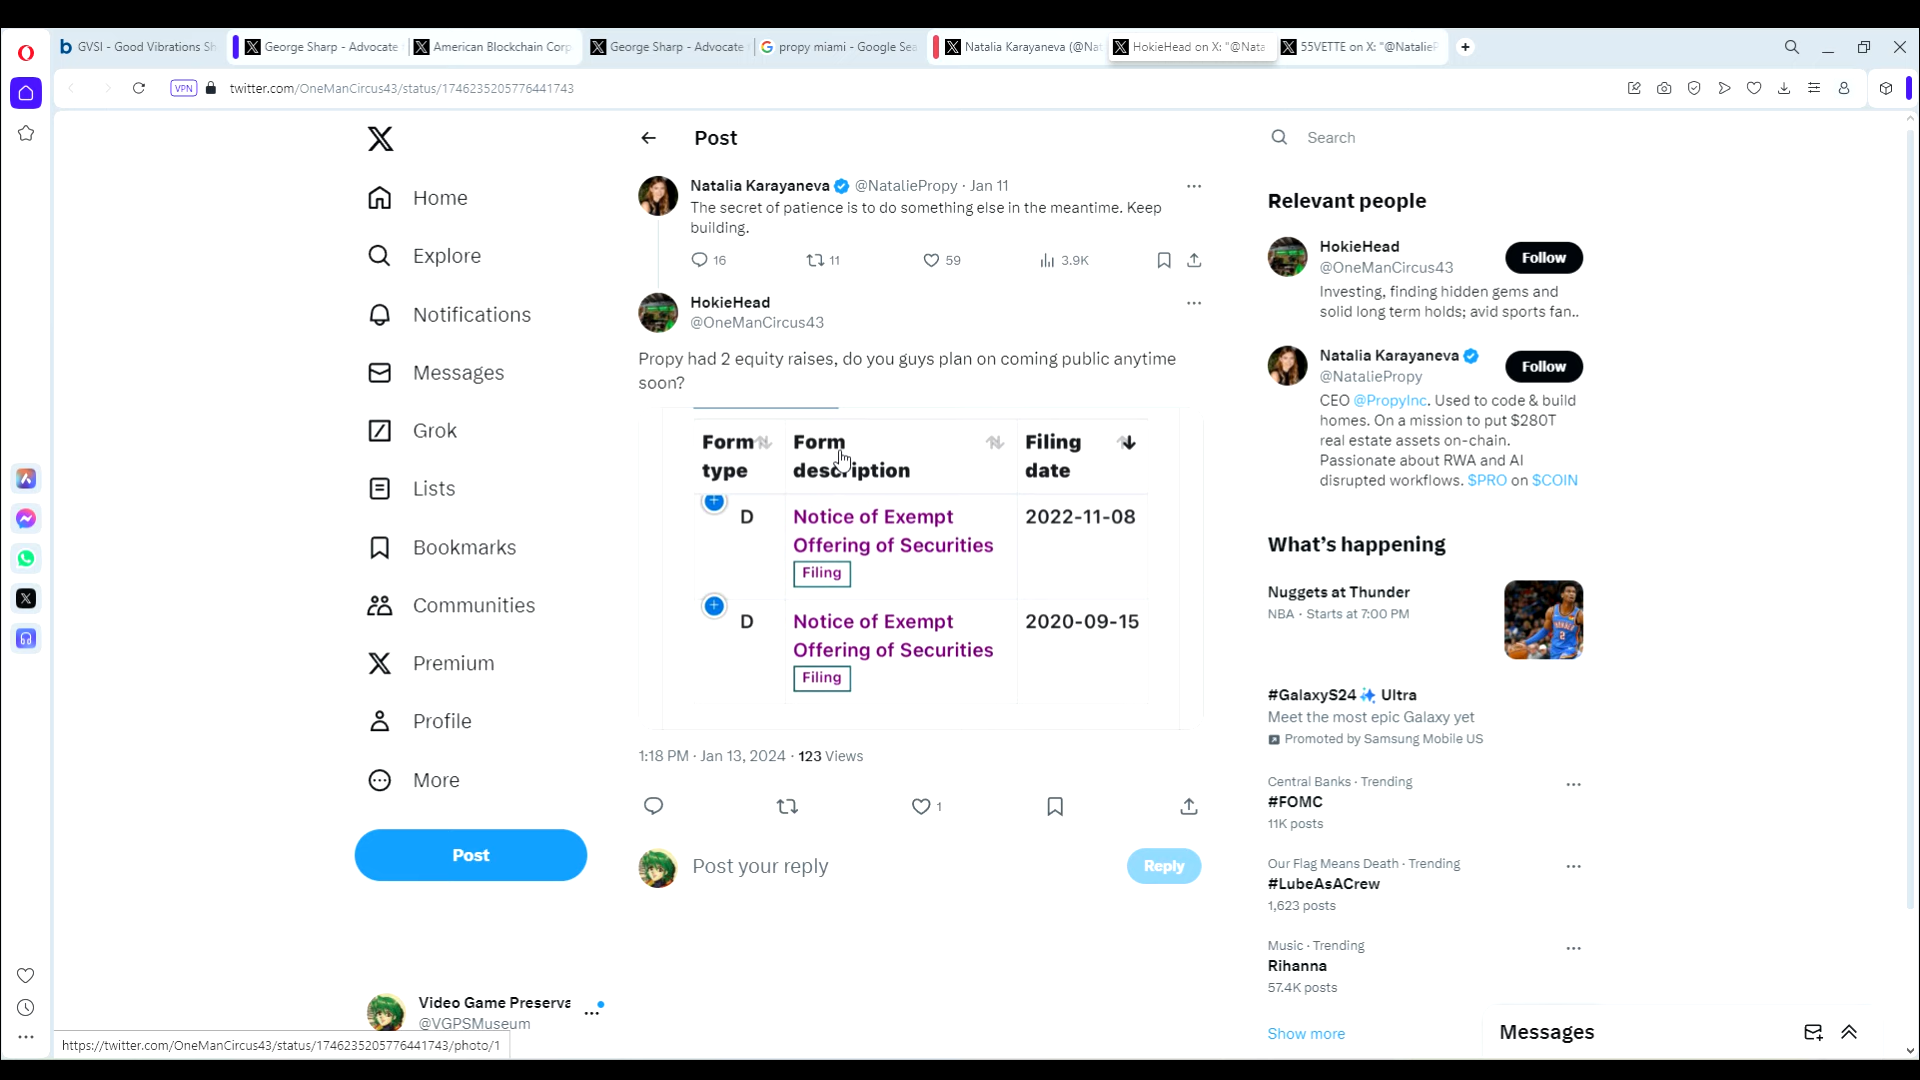 GVSI - Good Vibrations Sh
George Sharp - Advocate
American Blockchain Corp
George Sharp - Advocate
propy miami - Google Sea
Natalia Karayaneva (@Nat
HokieHead on X: "@Nata
55VETTE on X: "@NatalieP
VPN
twitter.com/OneManCircus43/status/1746235205776441743
Home
Explore
Notifications
Messages
Grok
Lists
Bookmarks
Communities
Premium
Profile
More
Post
Video Game Preserva
@VGPSMuseum
Post
Natalia Karayaneva @NataliePropy · Jan 11
The secret of patience is to do something else in the meantime. Keep
building.
16
11
59
3.9K
HokieHead
@OneManCircus43
Propy had 2 equity raises, do you guys plan on coming public anytime
soon?
Form type
Form description
Filing date
D
Notice of Exempt
Offering of Securities
2022-11-08
Filing
D
Notice of Exempt
Offering of Securities
2020-09-15
Filing
1:18 PM · Jan 13, 2024 · 123 Views
1
Post your reply
Reply
Search
Relevant people
HokieHead
@OneManCircus43
Follow
Investing, finding hidden gems and
solid long term holds; avid sports fan..
Natalia Karayaneva
@NataliePropy
Follow
CEO @PropyInc. Used to code & build
homes. On a mission to put $280T
real estate assets on-chain.
Passionate about RWA and AI
disrupted workflows. $PRO on $COIN
What's happening
Nuggets at Thunder
NBA · Starts at 7:00 PM
#GalaxyS24 Ultra
Meet the most epic Galaxy yet
Promoted by Samsung Mobile US
Central Banks · Trending
#FOMC
11K posts
Our Flag Means Death · Trending
#LubeAsACrew
1,623 posts
Music · Trending
Rihanna
57.4K posts
Show more
Messages
https://twitter.com/OneManCircus43/status/1746235205776441743/photo/1